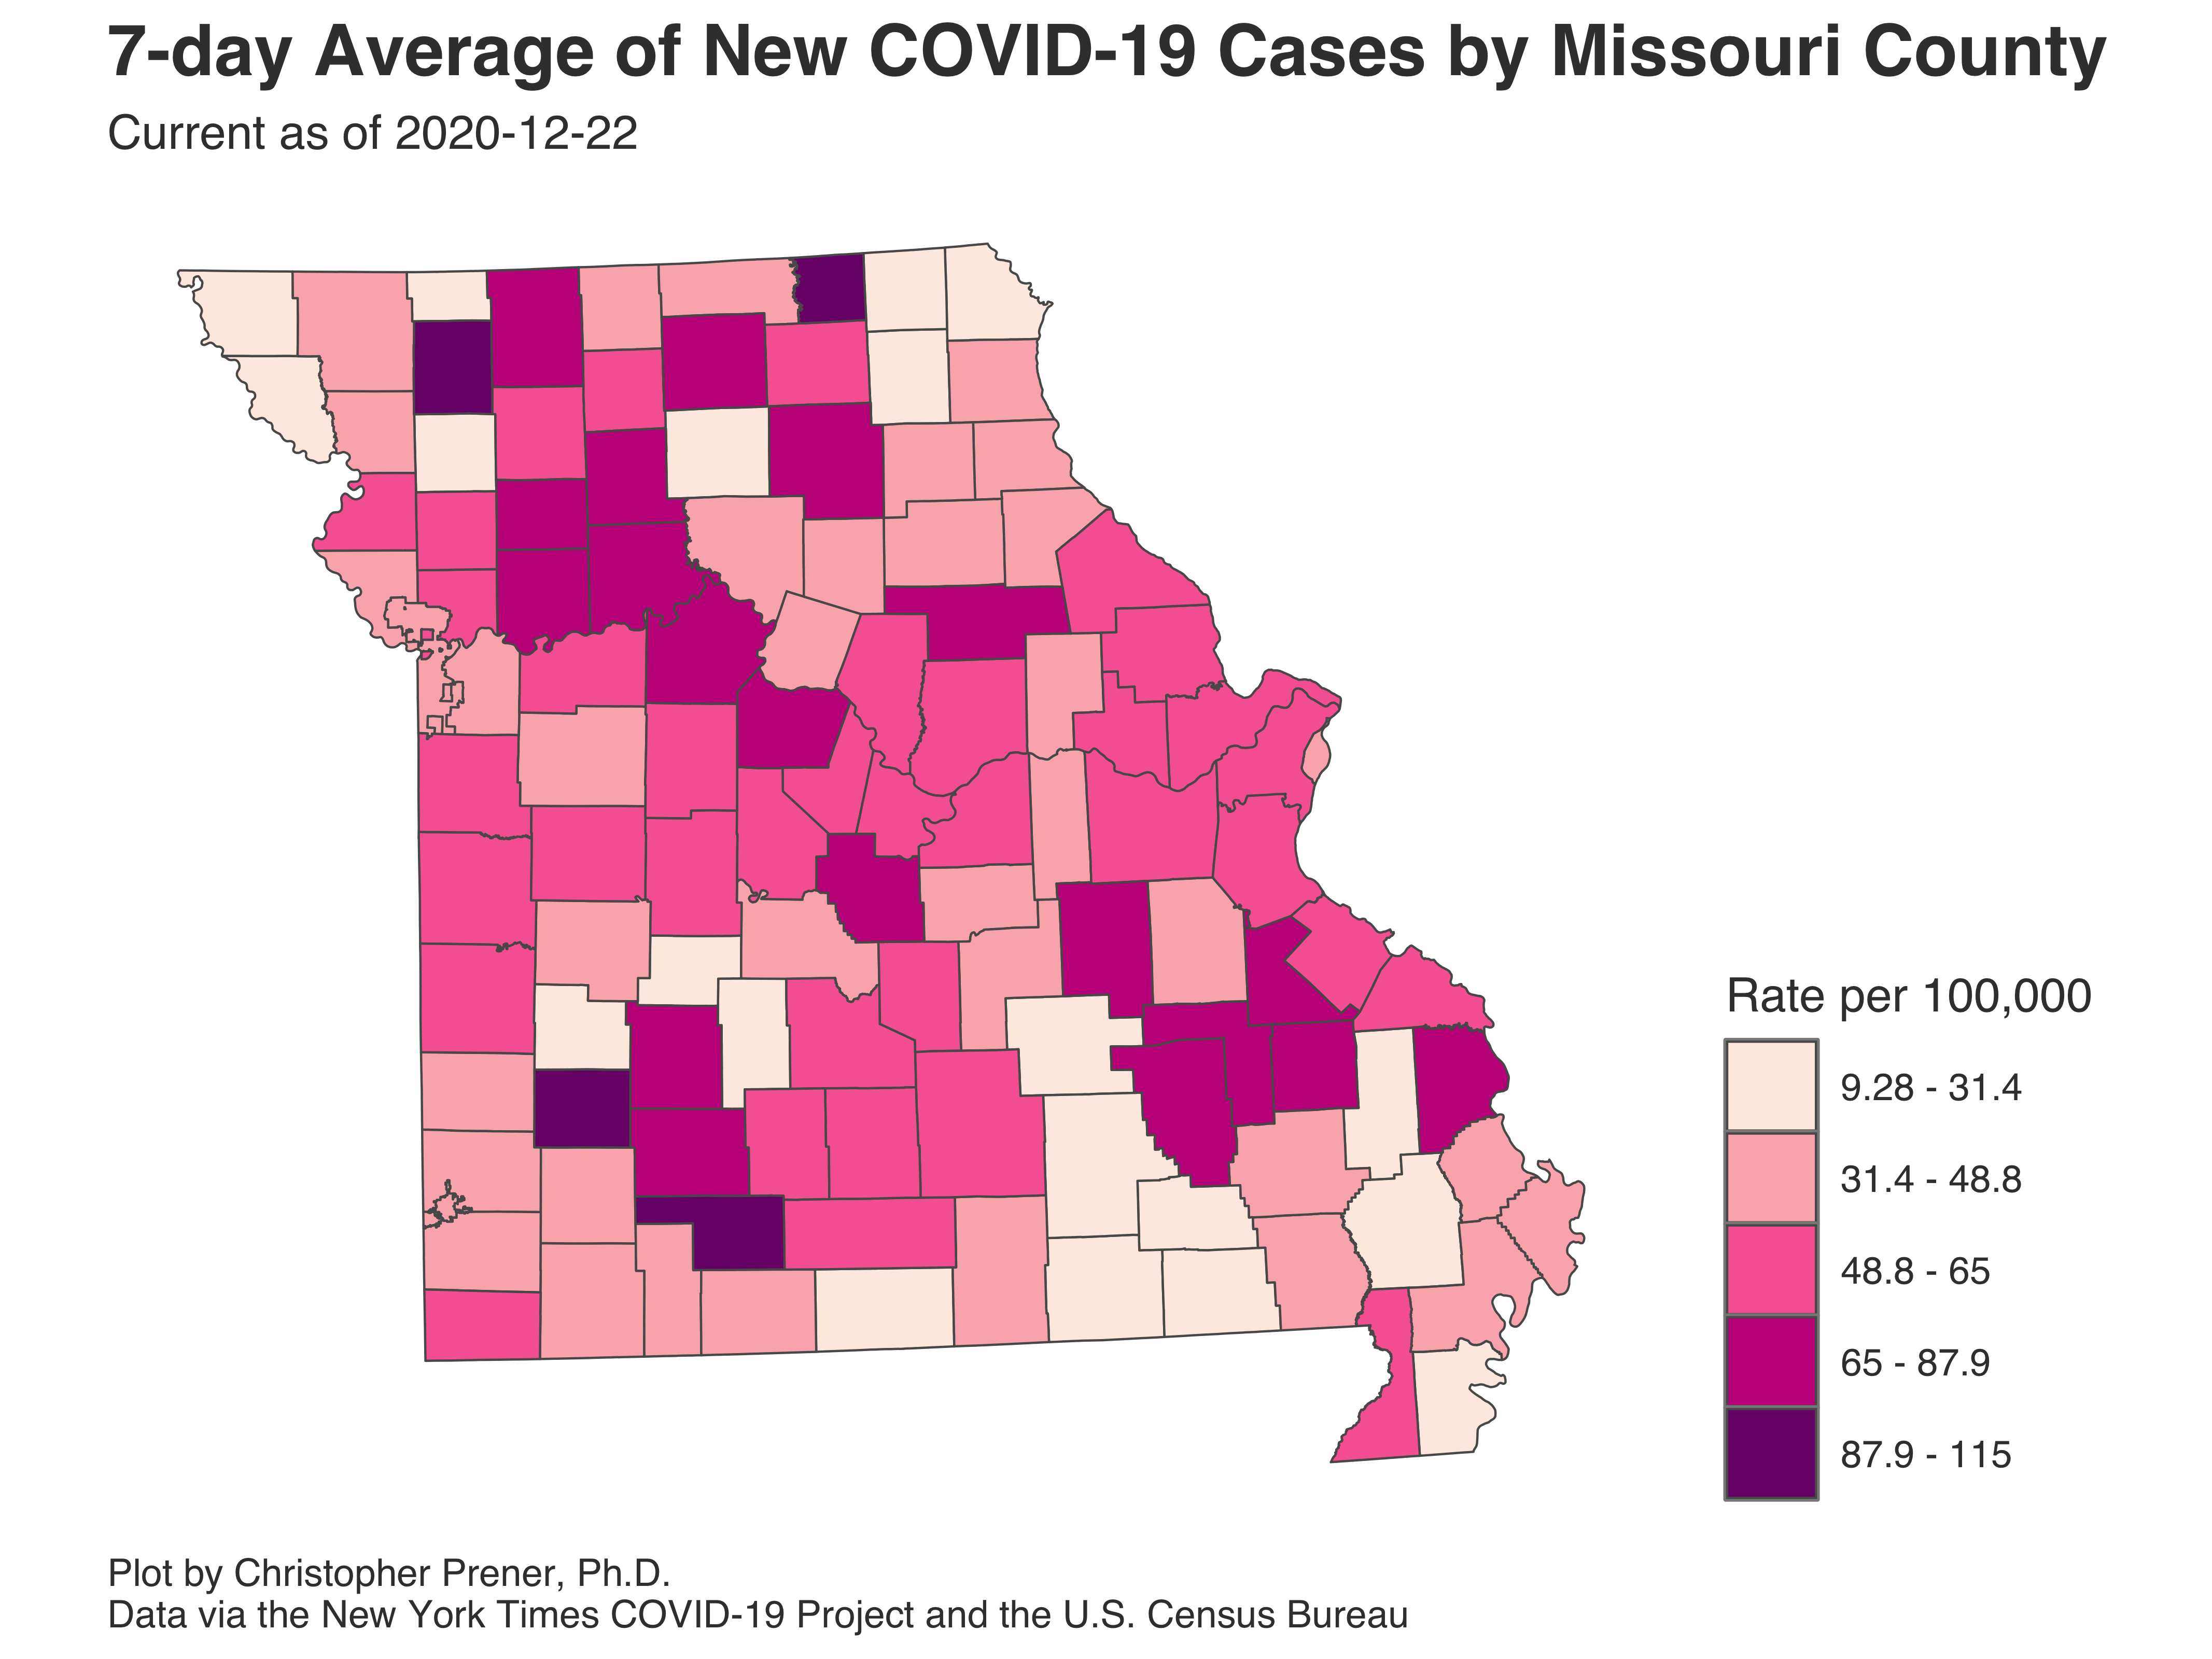 7-day Average of New COVID-19 Cases by Missouri County
Current as of 2020-12-22
Rate per 100,000
9.28 - 31.4
31.4 - 48.8
48.8 - 65
65 - 87.9
87.9 - 115
Plot by Christopher Prener, Ph.D.
Data via the New York Times COVID-19 Project and the U.S. Census Bureau